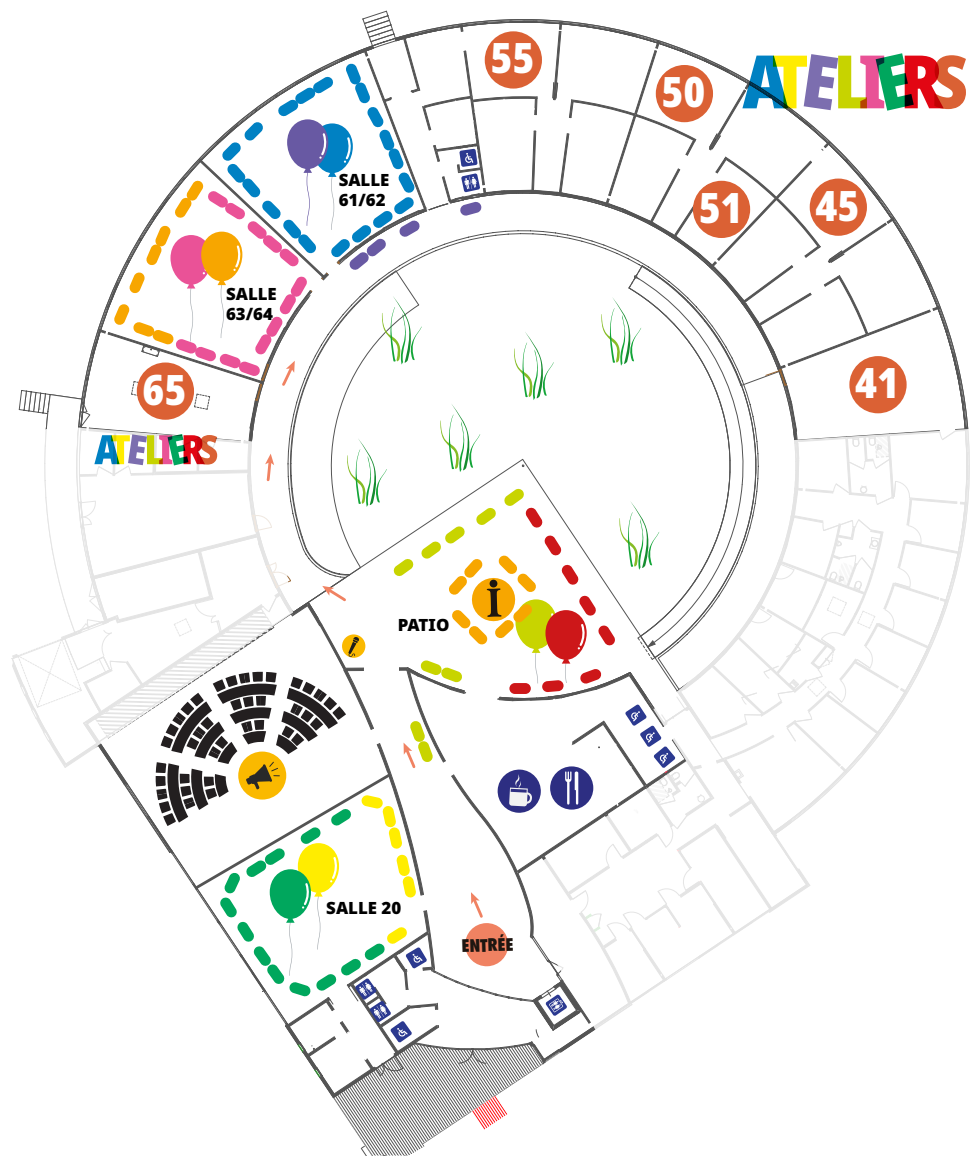 55
50
ATELIERS
SALLE
61/62
51
45
SALLE
63/64
65
ATELIERS
41
i
PATIO
SALLE 20
ENTRÉE